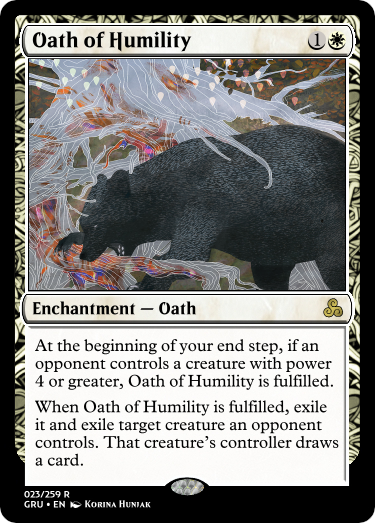 Oath of Humility 1
Enchantment — Oath
At the beginning of your end step, if an
opponent controls a creature with power
4 or greater, Oath of Humility is fulfilled.
When Oath of Humility is fulfilled, exile
it and exile target creature an opponent
controls. That creature's controller draws
a card.
023/259 R
GRU • EN Korina Hunjak